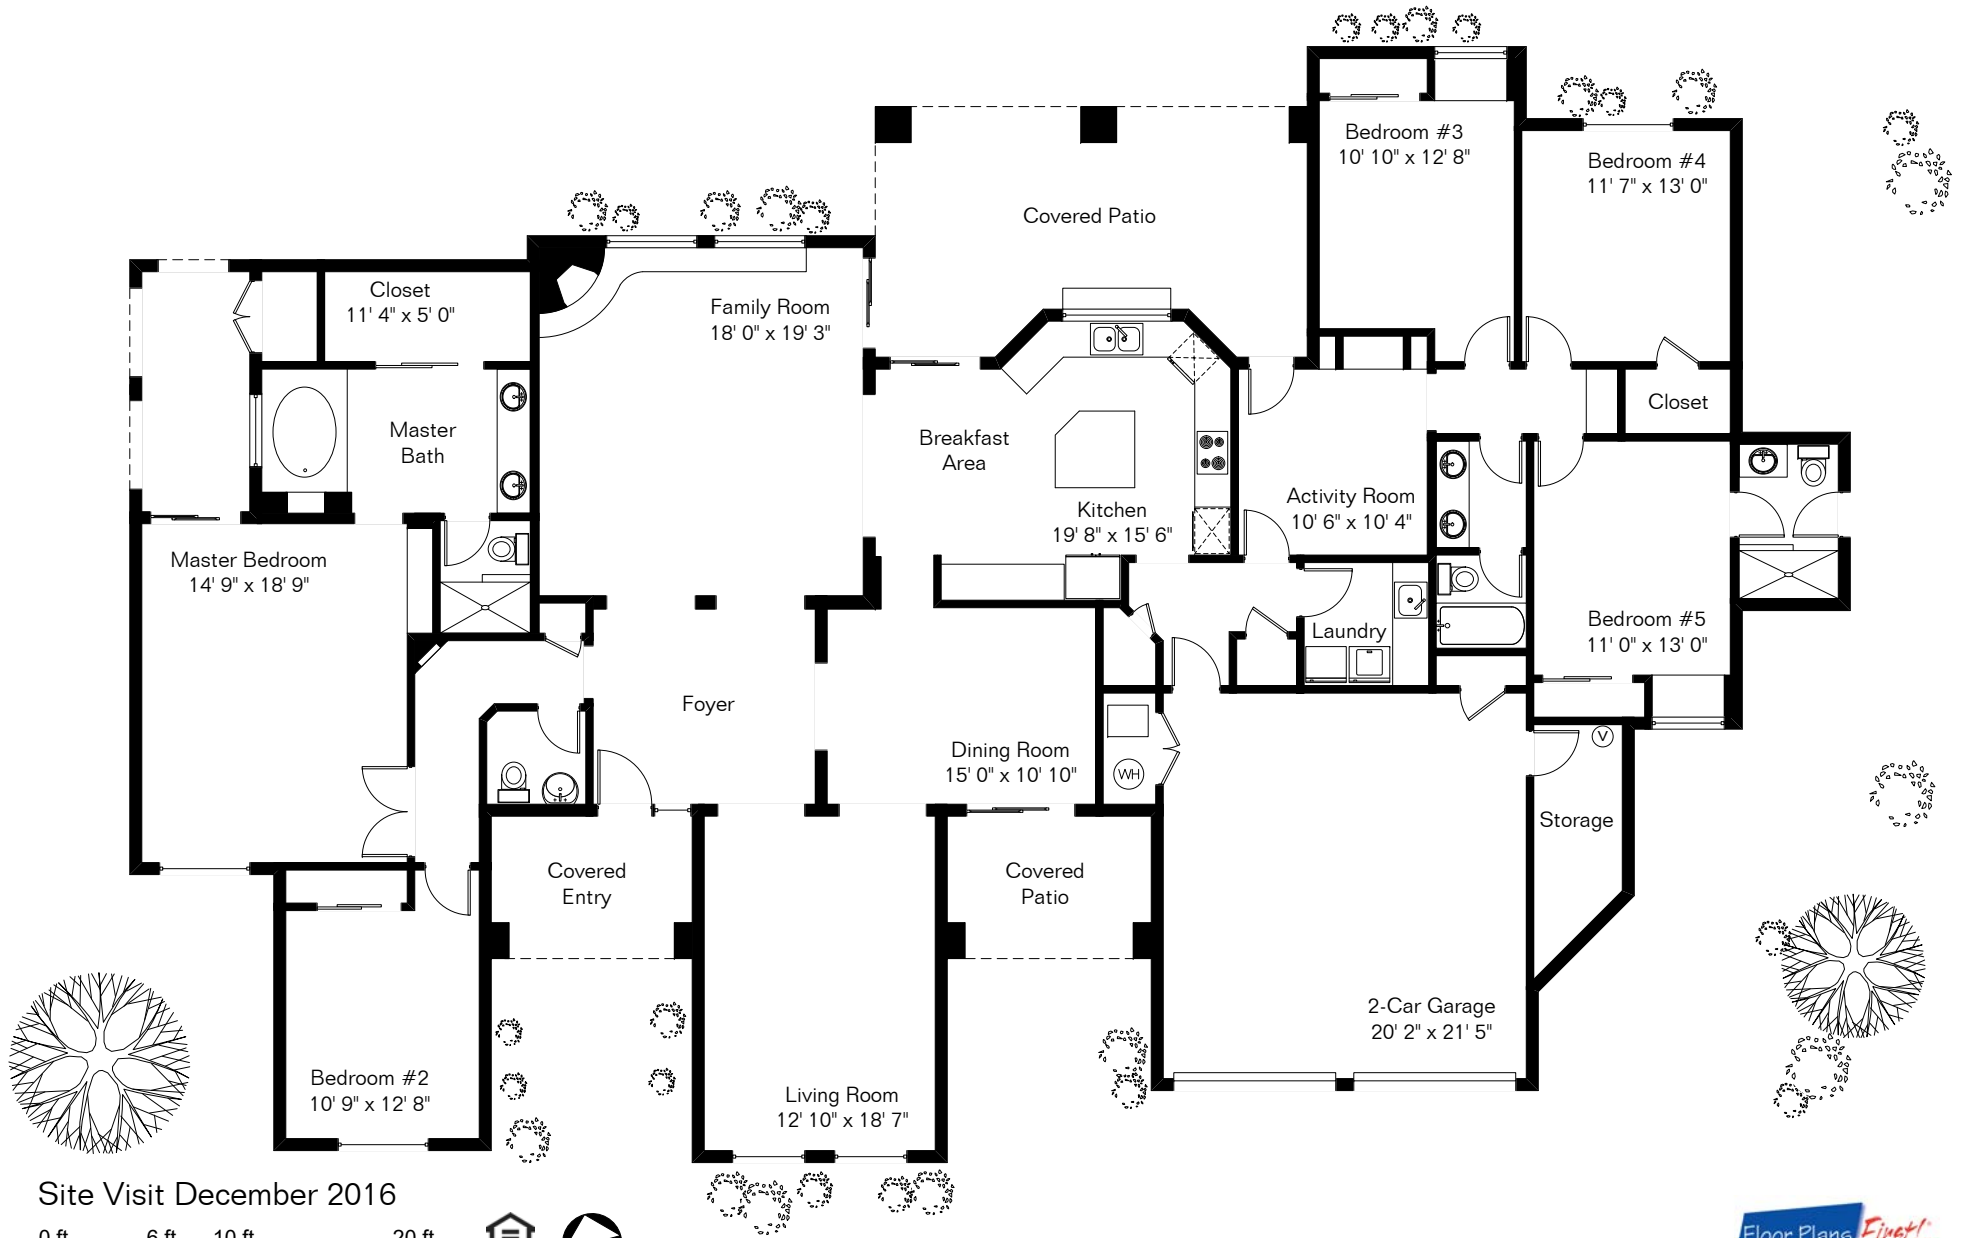 Bedroom #3
10' 10" x 12' 8"
Bedroom #4
11' 7" x 13' 0"
Covered Patio
Closet
11' 4" x 5' 0"
Family Room
18' 0" x 19' 3"
Master
Bath
Breakfast
Area
Closet
Kitchen
19' 8" x 15' 6"
Activity Room
10' 6" x 10' 4"
Master Bedroom
14' 9" x 18' 9"
Laundry
Bedroom #5
11' 0" x 13' 0"
Foyer
Dining Room
15' 0" x 10' 10"
WH
V
Storage
Covered
Entry
Covered
Patio
2-Car Garage
20' 2" x 21' 5"
Bedroom #2
10' 9" x 12' 8"
Living Room
12' 10" x 18' 7"
Site Visit December 2016
0 ft 6 ft 10 ft 20 ft
Floor Plans First!